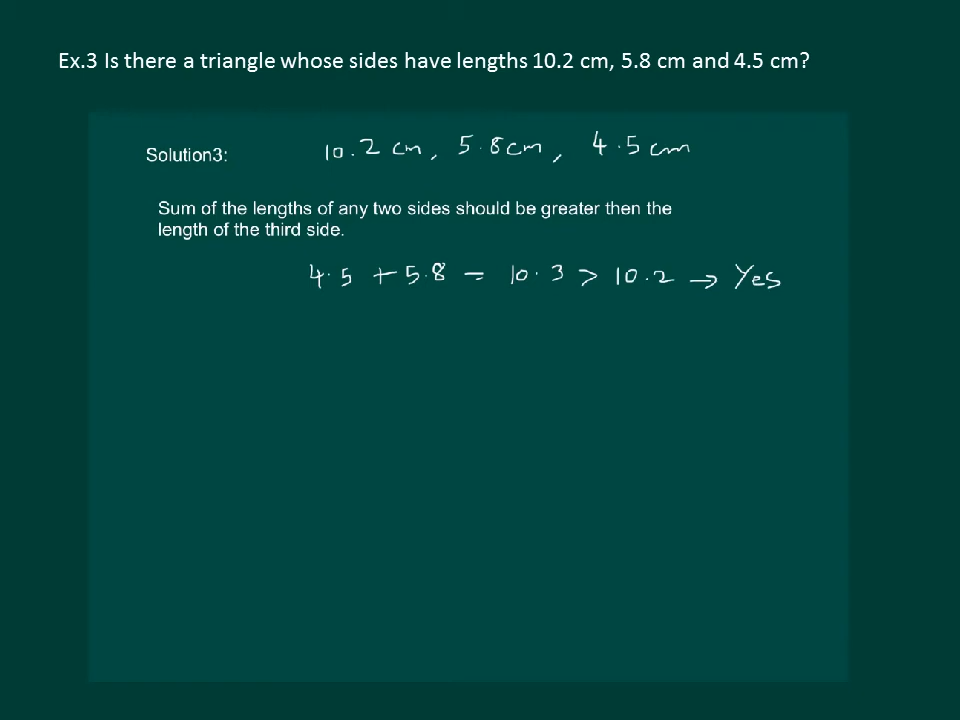 Ex.3 Is there a triangle whose sides have lengths 10.2 cm, 5.8 cm and 4.5 cm?
Solution3: 10.2 cm, 5.8cm, 4.5cm
Sum of the lengths of any two sides should be greater then the
length of the third side.
4.5 + 5.8 = 10.3 > 10.2 → Yes